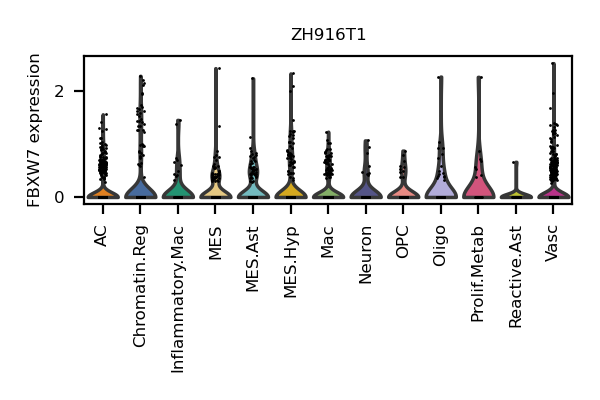 ZH916T1
FBXW7 expression
2
0
AC
Chromatin.Reg
Inflammatory.Mac
MES
MES.Ast
MES.Hyp
Mac
Neuron
OPC
Oligo
Prolif.Metab
Reactive.Ast
Vasc